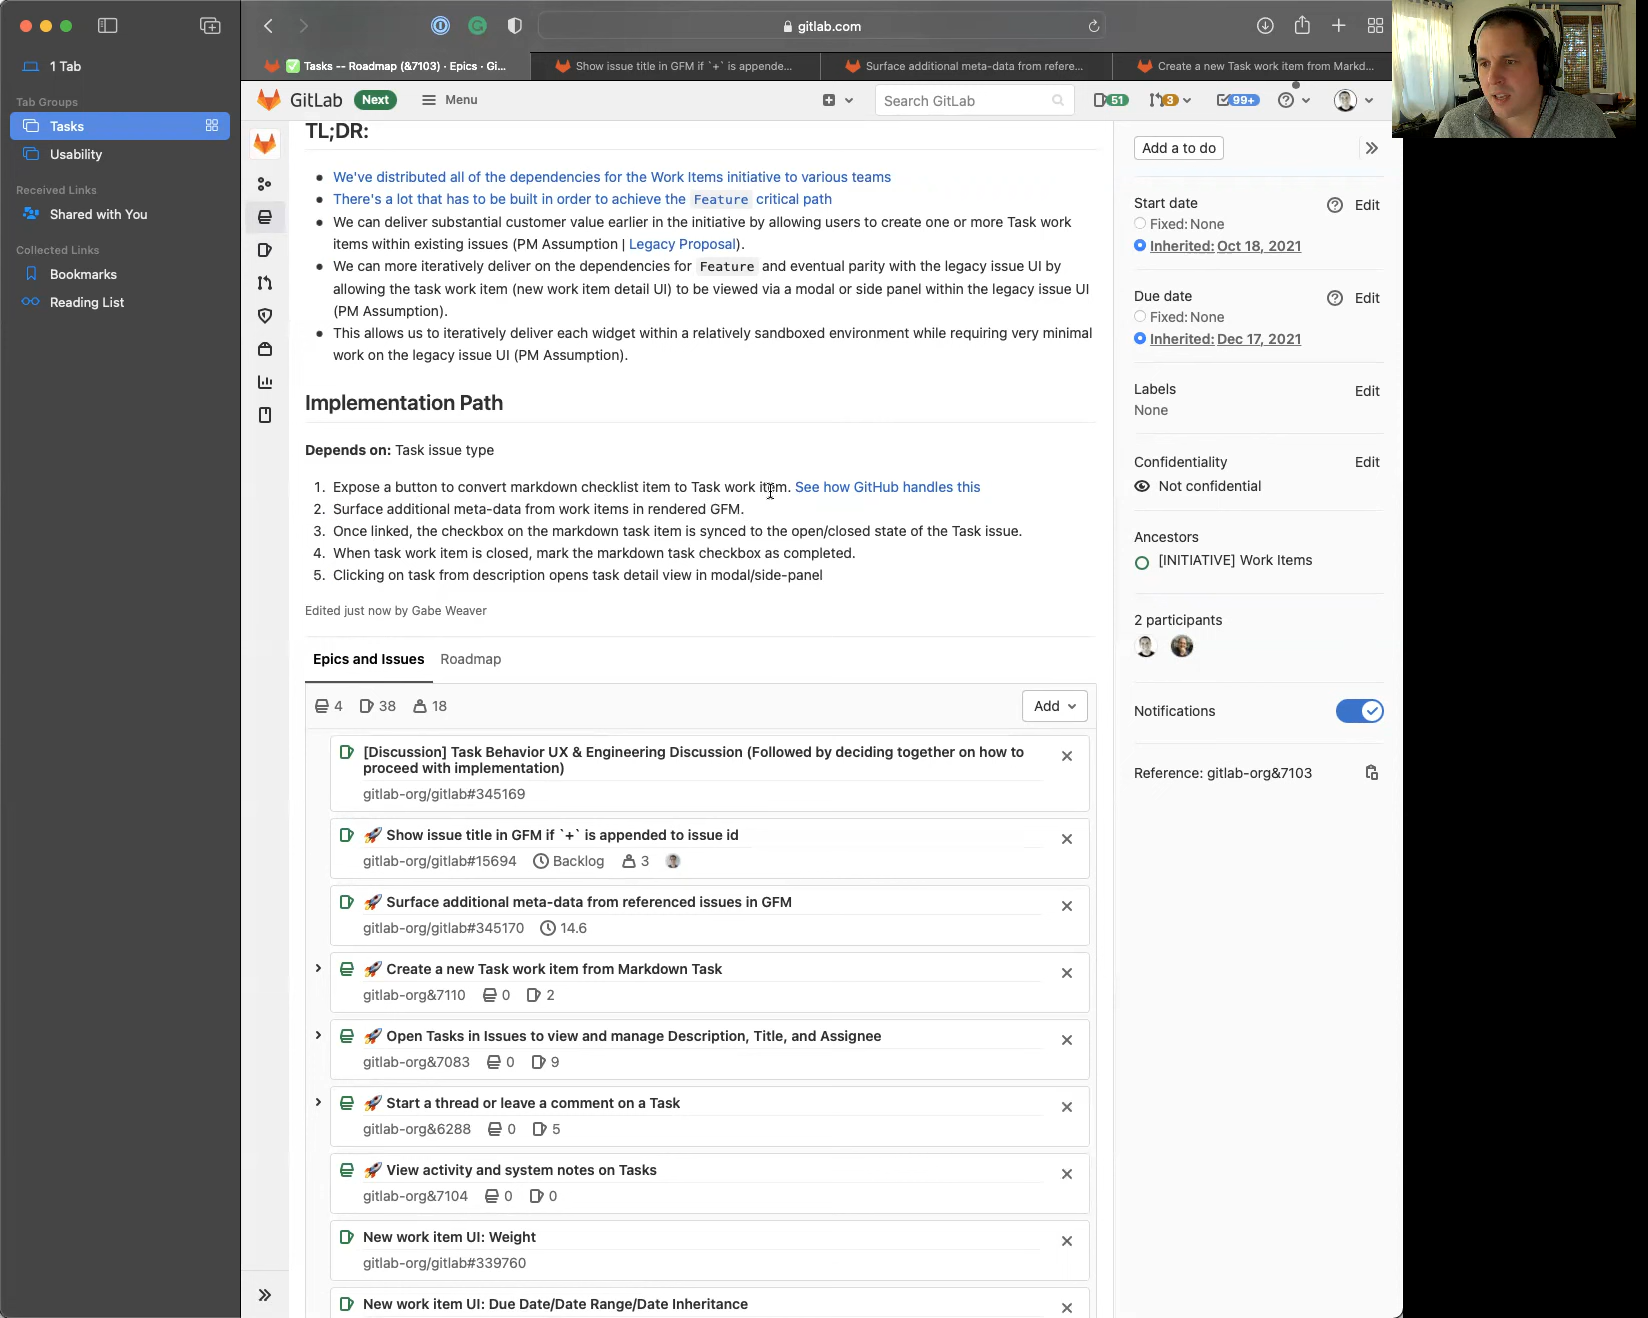 gitlab.com
1 Tab
Tab Groups
Tasks
Usability
Received Links
Shared with You
Collected Links
Bookmarks
Reading List
Tasks -- Roadmap (&7103) · Epics · Gi...
Show issue title in GFM if `+` is appende...
Surface additional meta-data from refere...
Create a new Task work item from Markd...
GitLab Next Menu
Search GitLab
51 3 99+
TL;DR:
We've distributed all of the dependencies for the Work Items initiative to various teams
There's a lot that has to be built in order to achieve the Feature critical path
We can deliver substantial customer value earlier in the initiative by allowing users to create one or more Task work
items within existing issues (PM Assumption | Legacy Proposal).
We can more iteratively deliver on the dependencies for Feature and eventual parity with the legacy issue UI by
allowing the task work item (new work item detail UI) to be viewed via a modal or side panel within the legacy issue UI
(PM Assumption).
This allows us to iteratively deliver each widget within a relatively sandboxed environment while requiring very minimal
work on the legacy issue UI (PM Assumption).
Implementation Path
Depends on: Task issue type
1. Expose a button to convert markdown checklist item to Task work item. See how GitHub handles this
2. Surface additional meta-data from work items in rendered GFM.
3. Once linked, the checkbox on the markdown task item is synced to the open/closed state of the Task issue.
4. When task work item is closed, mark the markdown task checkbox as completed.
5. Clicking on task from description opens task detail view in modal/side-panel
Edited just now by Gabe Weaver
Epics and Issues Roadmap
4 38 18 Add
[Discussion] Task Behavior UX & Engineering Discussion (Followed by deciding together on how to
proceed with implementation)
gitlab-org/gitlab#345169
🚀 Show issue title in GFM if `+` is appended to issue id
gitlab-org/gitlab#15694 Backlog 3
🚀 Surface additional meta-data from referenced issues in GFM
gitlab-org/gitlab#345170 14.6
🚀 Create a new Task work item from Markdown Task
gitlab-org&7110 0 2
🚀 Open Tasks in Issues to view and manage Description, Title, and Assignee
gitlab-org&7083 0 9
🚀 Start a thread or leave a comment on a Task
gitlab-org&6288 0 5
🚀 View activity and system notes on Tasks
gitlab-org&7104 0 0
New work item UI: Weight
gitlab-org/gitlab#339760
New work item UI: Due Date/Date Range/Date Inheritance
Add a to do
Start date Edit
Fixed: None
Inherited: Oct 18, 2021
Due date Edit
Fixed: None
Inherited: Dec 17, 2021
Labels Edit
None
Confidentiality Edit
Not confidential
Ancestors
[INITIATIVE] Work Items
2 participants
Notifications
Reference: gitlab-org&7103